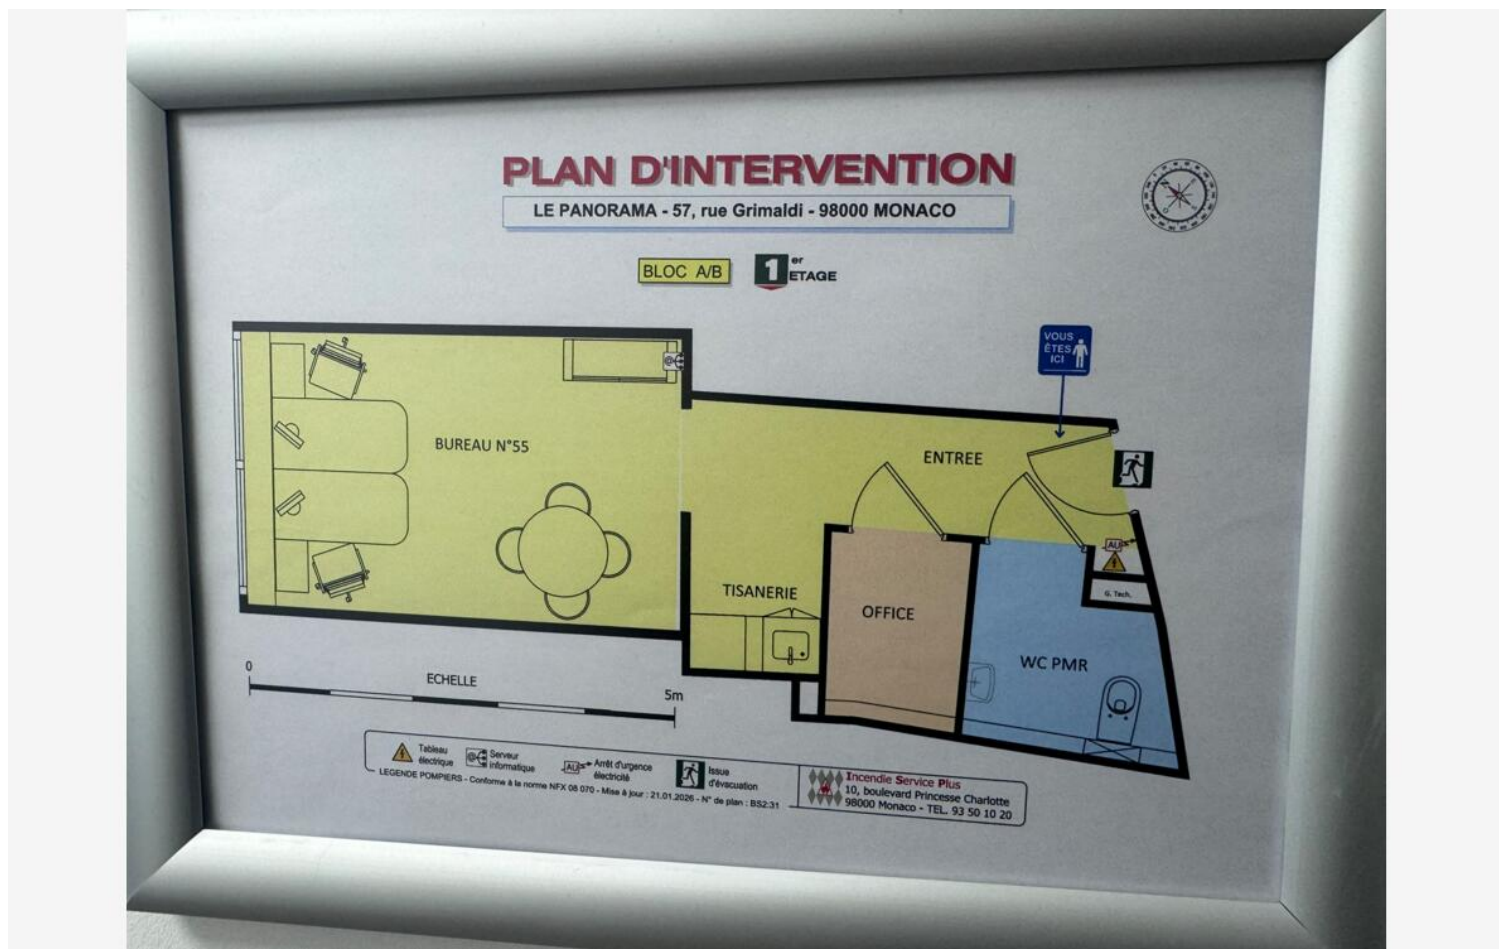 PLAN D'INTERVENTION
LE PANORAMA - 57, rue Grimaldi - 98000 MONACO
BLOC A/B
1er ETAGE
VOUS
ÊTES
ICI
BUREAU N°55
ENTREE
AU
TISANERIE
OFFICE
G. Tech.
WC PMR
0
ECHELLE
5m
Tableau
électrique
Serveur
informatique
AU
Arrêt d'urgence
électricité
Issue
d'évacuation
LEGENDE POMPIERS - Conforme à la norme NFX 08 070 - Mise à jour : 21.01.2026 - N° de plan : BS2.31
Incendie Service Plus
10, boulevard Princesse Charlotte
98000 Monaco - TEL. 93 50 10 20